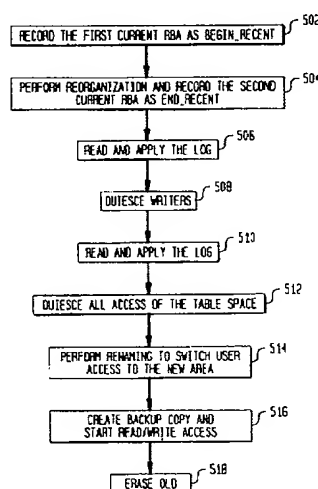 502
RECORD THE FIRST CURRENT RBA AS BEGIN_RECENT
504
PERFORM REORGANIZATION AND RECORD THE SECOND
CURRENT RBA AS END_RECENT
506
READ AND APPLY THE LOG
508
QUIESCE WRITERS
510
READ AND APPLY THE LOG
512
QUIESCE ALL ACCESS OF THE TABLE SPACE
514
PERFORM RENAMING TO SWITCH USER
ACCESS TO THE NEW AREA
516
CREATE BACKUP COPY AND
START READ/WRITE ACCESS
518
ERASE OLD